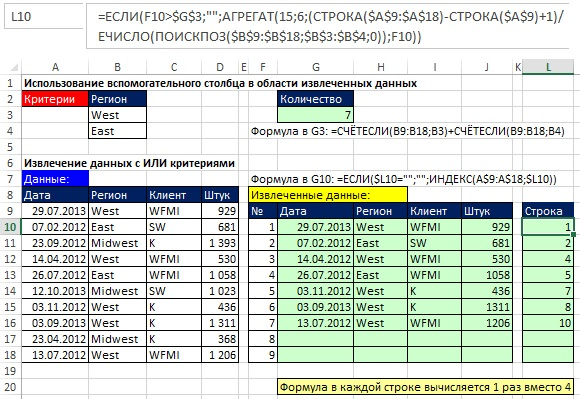 L10 =ЕСЛИ(F10>$G$3;"";АГРЕГАТ(15;6;(СТРОКА($A$9:$A$18)-СТРОКА($A$9)+1)/
ЕЧИСЛО(ПОИСКПОЗ($B$9:$B$18;$B$3:$B$4;0));F10))
A B C D E F G H I J K L
1 Использование вспомогательного столбца в области извлеченных данных
2 Критерии Регион Количество
3 West 7
4 East Формула в G3: =СЧЁТЕСЛИ(B9:B18;B3)+СЧЁТЕСЛИ(B9:B18;B4)
5
6 Извлечение данных с ИЛИ критериями
7 Данные: Формула в G10: =ЕСЛИ($L10="";"";ИНДЕКС(A$9:A$18;$L10))
8 Дата Регион Клиент Штук Извлеченные данные:
9 29.07.2013 West WFMI 929 № Дата Регион Клиент Штук Строка
10 07.02.2012 East SW 681 1 29.07.2013 West WFMI 929 1
11 23.09.2013 Midwest K 1 393 2 07.02.2012 East SW 681 2
12 14.04.2012 West WFMI 530 3 14.04.2012 West WFMI 530 4
13 26.07.2012 East WFMI 1 058 4 26.07.2012 East WFMI 1058 5
14 12.10.2013 Midwest SW 1 023 5 03.11.2012 West K 436 7
15 03.11.2012 West K 436 6 03.09.2013 West K 1311 8
16 03.09.2013 West K 1 311 7 13.07.2012 West WFMI 1206 10
17 23.04.2012 Midwest K 368 8
18 13.07.2012 West WFMI 1 206 9
19
20 Формула в каждой строке вычисляется 1 раз вместо 4